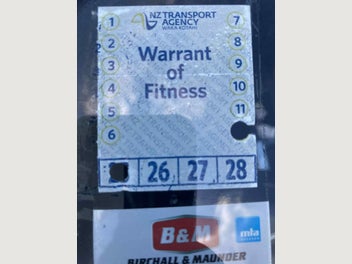 NZ TRANSPORT
AGENCY
WAKA KOTAHI
1 7
2 8
Warrant
3 9
of
4 10
Fitness
5 11
6
26 27 28
B&M
mta
BIRCHALL & MAUNDER